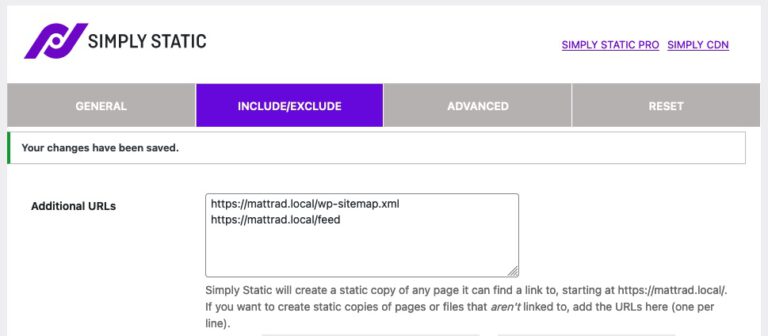 SIMPLY STATIC
SIMPLY STATIC PRO SIMPLY CDN
GENERAL INCLUDE/EXCLUDE ADVANCED RESET
Your changes have been saved.
Additional URLs
https://mattrad.local/wp-sitemap.xml
https://mattrad.local/feed
Simply Static will create a static copy of any page it can find a link to, starting at https://mattrad.local/.
If you want to create static copies of pages or files that aren't linked to, add the URLs here (one per
line).